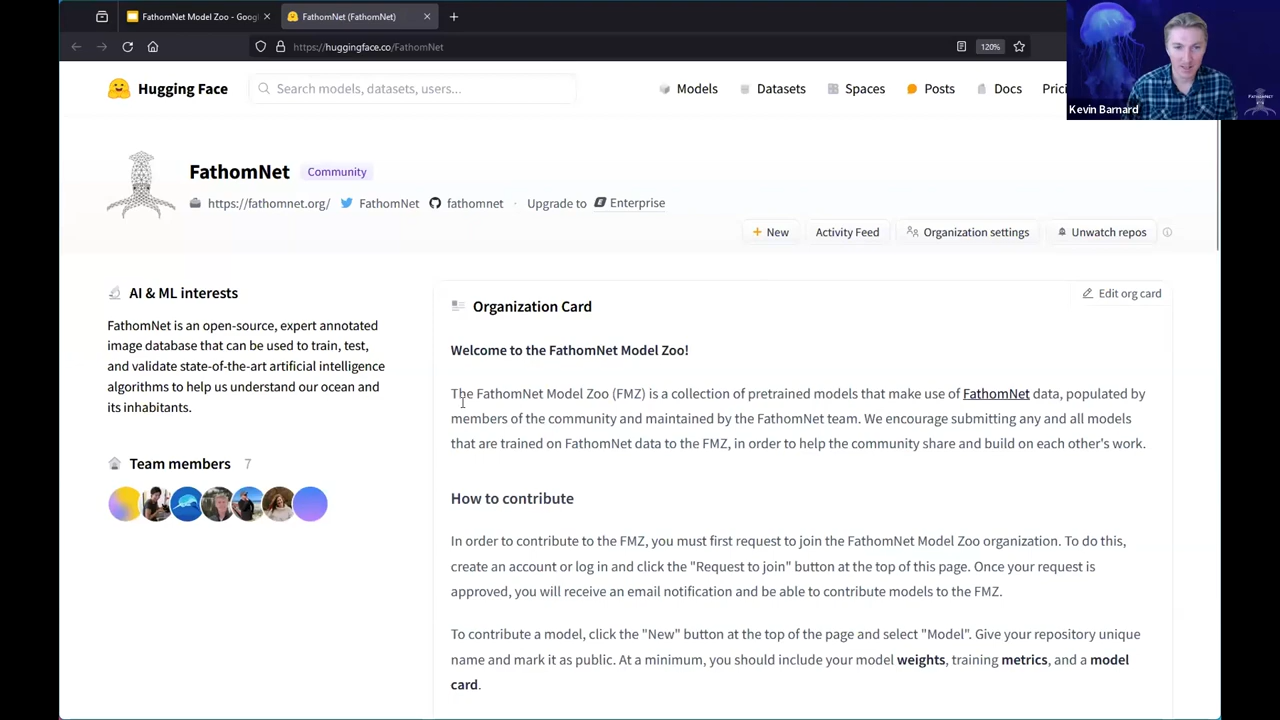 FathomNet Model Zoo - Googl
FathomNet (FathomNet)
https://huggingface.co/FathomNet
120%
Hugging Face
Search models, datasets, users...
Models
Datasets
Spaces
Posts
Docs
Prici
Kevin Barnard
FATHOMNET
FathomNet
Community
https://fathomnet.org/
FathomNet
fathomnet
·
Upgrade to
Enterprise
+ New
Activity Feed
Organization settings
Unwatch repos
AI & ML interests
FathomNet is an open-source, expert annotated
image database that can be used to train, test,
and validate state-of-the-art artificial intelligence
algorithms to help us understand our ocean and
its inhabitants.
Team members 7
Organization Card
Edit org card
Welcome to the FathomNet Model Zoo!
The FathomNet Model Zoo (FMZ) is a collection of pretrained models that make use of FathomNet data, populated by
members of the community and maintained by the FathomNet team. We encourage submitting any and all models
that are trained on FathomNet data to the FMZ, in order to help the community share and build on each other's work.
How to contribute
In order to contribute to the FMZ, you must first request to join the FathomNet Model Zoo organization. To do this,
create an account or log in and click the "Request to join" button at the top of this page. Once your request is
approved, you will receive an email notification and be able to contribute models to the FMZ.
To contribute a model, click the "New" button at the top of the page and select "Model". Give your repository unique
name and mark it as public. At a minimum, you should include your model weights, training metrics, and a model
card.